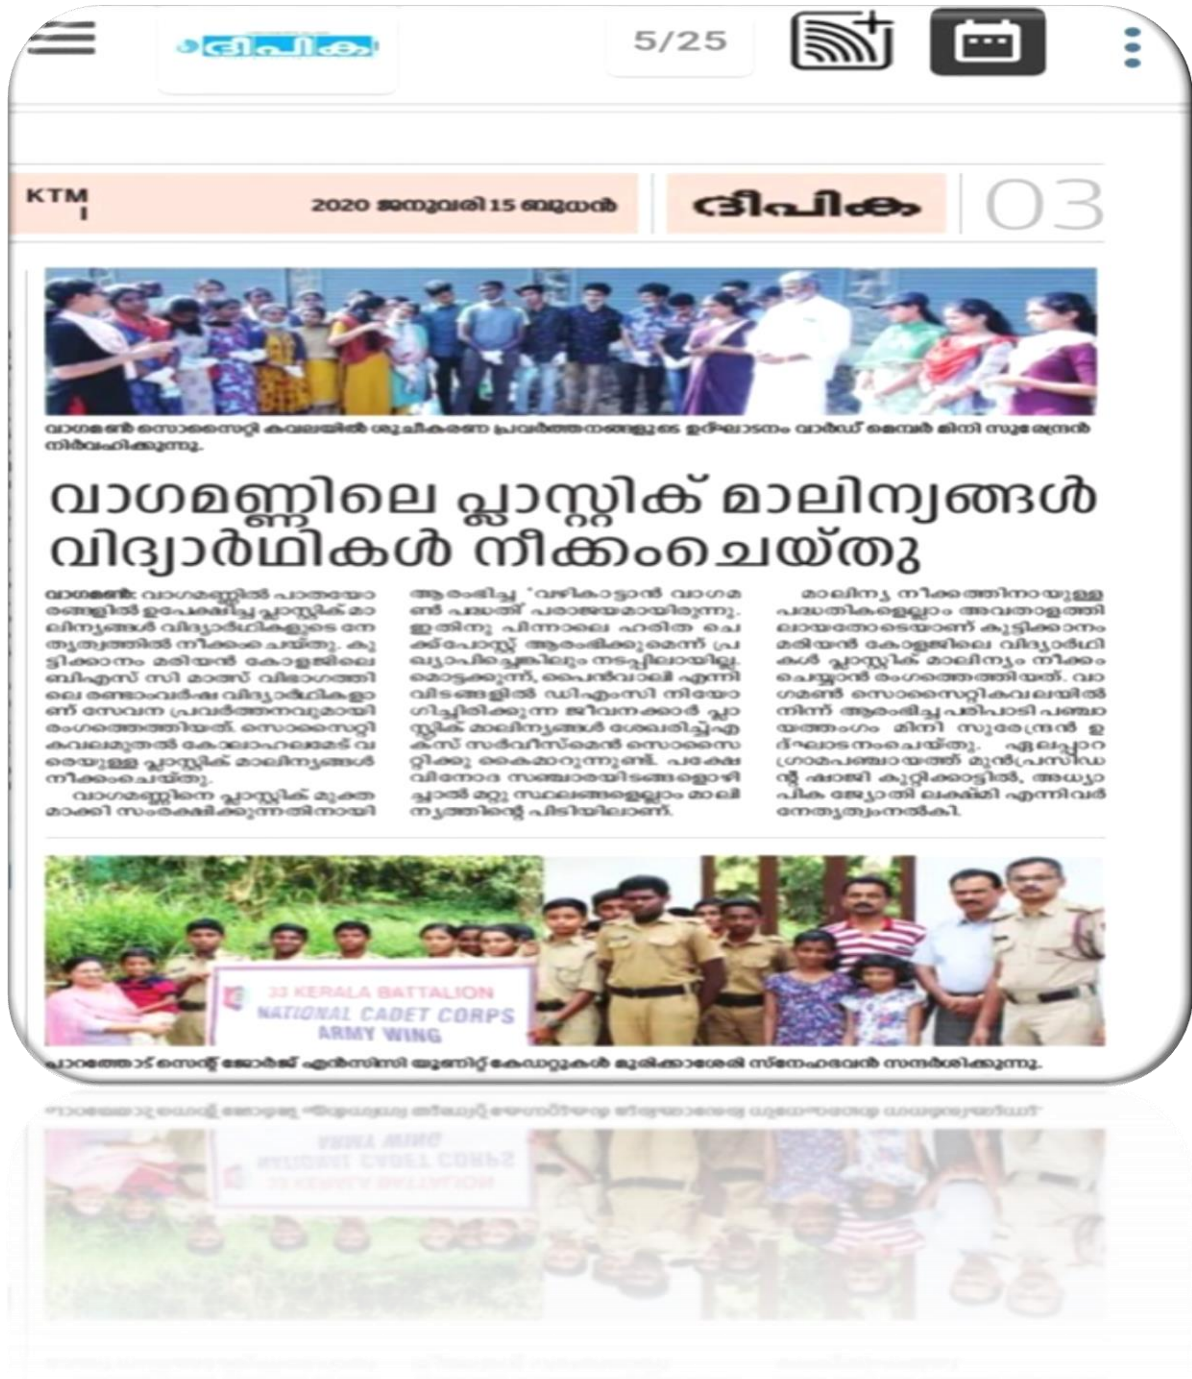 ദീപിക
5/25
KTM
I
2020 ജനുവരി 15 ബുധൻ
ദീപിക
03
വാഗമൺ സൊസൈറ്റി കവലയിൽ ശുചീകരണ പ്രവർത്തനങ്ങളുടെ ഉദ്ഘാടനം വാർഡ് മെമ്പർ മിനി സുരേന്ദ്രൻ
നിർവഹിക്കുന്നു.
വാഗമണ്ണിലെ പ്ലാസ്റ്റിക് മാലിന്യങ്ങൾ
വിദ്യാർഥികൾ നീക്കംചെയ്തു
വാഗമൺ: വാഗമണ്ണിൽ പാതയോ
രങ്ങളിൽ ഉപേക്ഷിച്ച പ്ലാസ്റ്റിക് മാ
ലിന്യങ്ങൾ വിദ്യാർഥികളുടെ നേ
തൃത്വത്തിൽ നീക്കംചെയ്തു. കു
ട്ടിക്കാനം മരിയൻ കോളജിലെ
ബിഎസ് സി മാത്സ് വിഭാഗത്തി
ലെ രണ്ടാംവർഷ വിദ്യാർഥികളാ
ണ് സേവന പ്രവർത്തനവുമായി
രംഗത്തെത്തിയത്. സൊസൈറ്റി
കവലമുതൽ കോലാഹലമേട് വ
രെയുള്ള പ്ലാസ്റ്റിക് മാലിന്യങ്ങൾ
നീക്കംചെയ്തു.
വാഗമണ്ണിനെ പ്ലാസ്റ്റിക് മുക്ത
മാക്കി സംരക്ഷിക്കുന്നതിനായി
ആരംഭിച്ച 'വഴികാട്ടാൻ വാഗമ
ൺ പദ്ധതി' പരാജയമായിരുന്നു.
ഇതിനു പിന്നാലെ ഹരിത ചെ
ക്ക്പോസ്റ്റ് ആരംഭിക്കുമെന്ന് പ്ര
ഖ്യാപിച്ചെങ്കിലും നടപ്പിലായില്ല.
മൊട്ടക്കുന്ന്, പൈൻവാലി എന്നി
വിടങ്ങളിൽ ഡിഎംസി നിയോ
ഗിച്ചിരിക്കുന്ന ജീവനക്കാർ പ്ലാ
സ്റ്റിക് മാലിന്യങ്ങൾ ശേഖരിച്ച്എ
ക്സ് സർവീസ്മെൻ സൊസൈ
റ്റിക്കു കൈമാറുന്നുണ്ട്. പക്ഷേ
വിനോദ സഞ്ചാരയിടങ്ങളൊഴി
ച്ചാൽ മറ്റു സ്ഥലങ്ങളെല്ലാം മാലി
ന്യത്തിന്റെ പിടിയിലാണ്.
മാലിന്യ നീക്കത്തിനായുള്ള
പദ്ധതികളെല്ലാം അവതാളത്തി
ലായതോടെയാണ് കുട്ടിക്കാനം
മരിയൻ കോളജിലെ വിദ്യാർഥി
കൾ പ്ലാസ്റ്റിക് മാലിന്യം നീക്കം
ചെയ്യാൻ രംഗത്തെത്തിയത്. വാ
ഗമൺ സൊസൈറ്റികവലയിൽ
നിന്ന് ആരംഭിച്ച പരിപാടി പഞ്ചാ
യത്തംഗം മിനി സുരേന്ദ്രൻ ഉ
ദ്ഘാടനംചെയ്തു. ഏലപ്പാറ
ഗ്രാമപഞ്ചായത്ത് മുൻപ്രസിഡ
ന്റ് ഷാജി കുറ്റിക്കാട്ടിൽ, അധ്യാ
പിക ജ്യോതി ലക്ഷ്മി എന്നിവർ
നേതൃത്വംനൽകി.
33 KERALA BATTALION
NATIONAL CADET CORPS
ARMY WING
പാറത്തോട് സെന്റ് ജോർജ് എൻസിസി യൂണിറ്റ് കേഡറ്റുകൾ മുരിക്കാശേരി സ്നേഹഭവൻ സന്ദർശിക്കുന്നു.